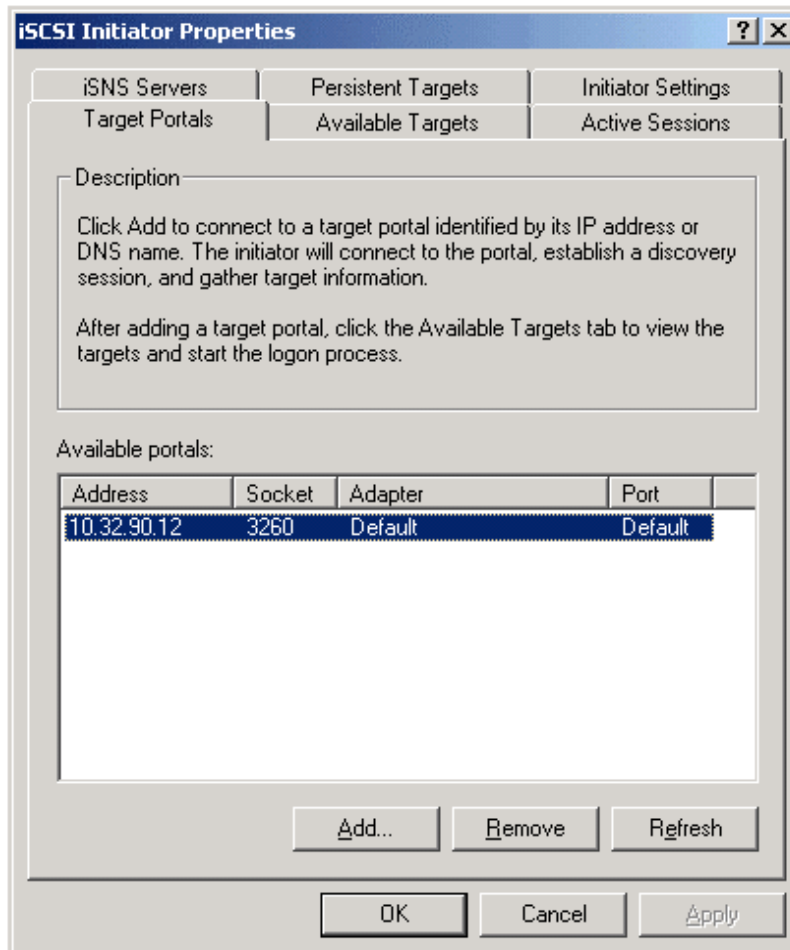 iSCSI Initiator Properties
iSNS Servers Persistent Targets Initiator Settings
Target Portals Available Targets Active Sessions
Description
Click Add to connect to a target portal identified by its IP address or
DNS name. The initiator will connect to the portal, establish a discovery
session, and gather target information.
After adding a target portal, click the Available Targets tab to view the
targets and start the logon process.
Available portals:
Address Socket Adapter Port
10.32.90.12 3260 Default Default
Add... Remove Refresh
OK Cancel Apply